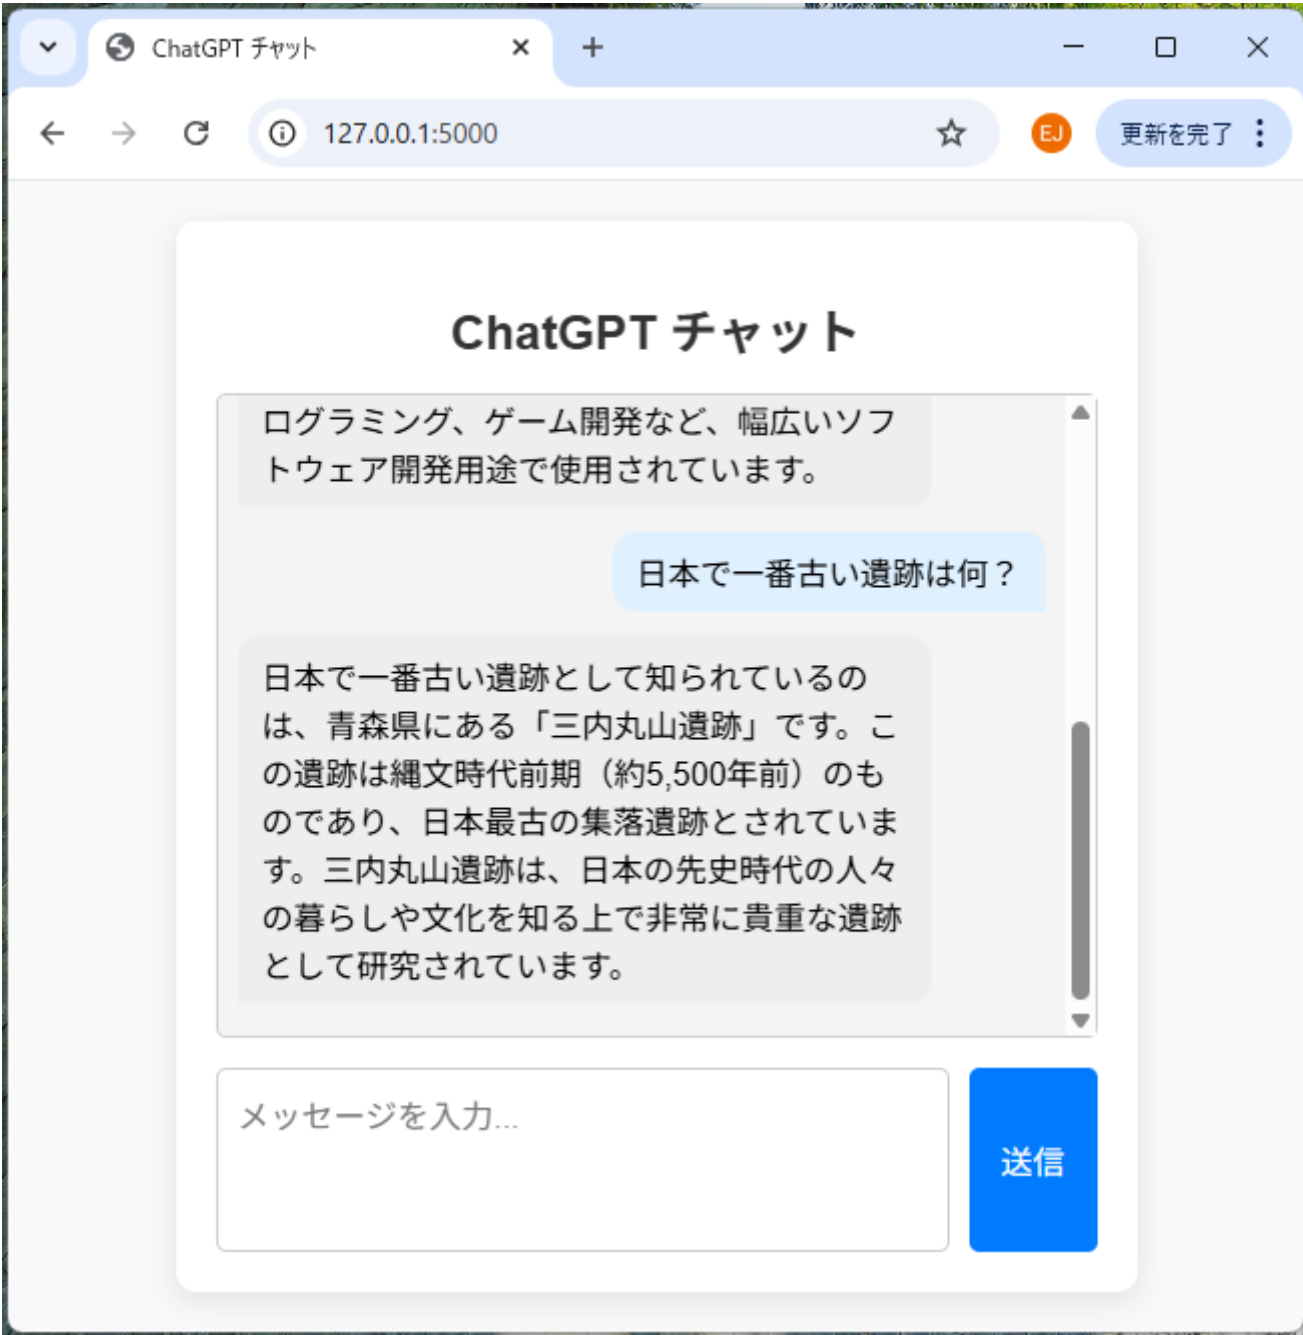 ChatGPT チャット
127.0.0.1:5000
EJ
更新を完了
ChatGPT チャット
ログラミング、ゲーム開発など、幅広いソフ
トウェア開発用途で使用されています。
日本で一番古い遺跡は何？
日本で一番古い遺跡として知られているの
は、青森県にある「三内丸山遺跡」です。こ
の遺跡は縄文時代前期（約5,500年前）のも
のであり、日本最古の集落遺跡とされていま
す。三内丸山遺跡は、日本の先史時代の人々
の暮らしや文化を知る上で非常に貴重な遺跡
として研究されています。
メッセージを入力...
送信